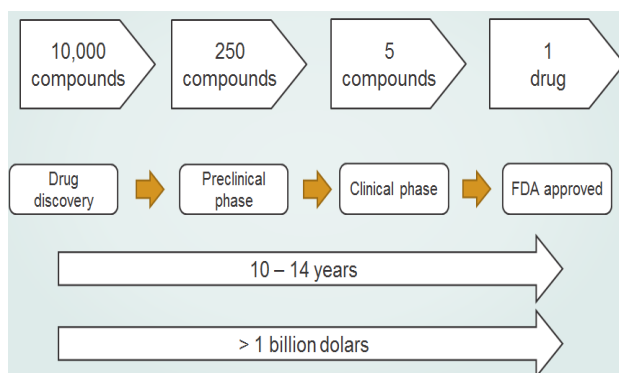 10,000
compounds
250
compounds
5
compounds
1
drug
Drug
discovery
Preclinical
phase
Clinical phase
FDA approved
10 – 14 years
> 1 billion dolars